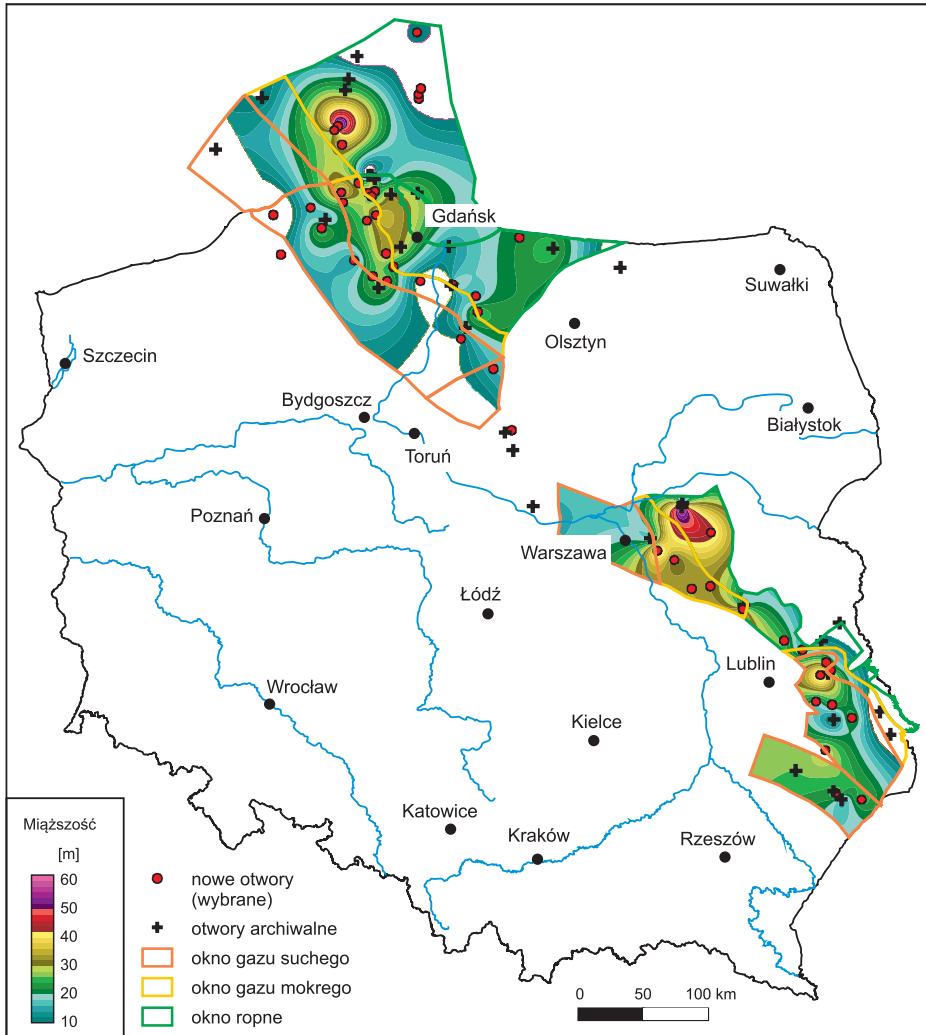 Gdańsk
Suwałki
Olsztyn
Szczecin
Bydgoszcz
Białystok
Toruń
Poznań
Warszawa
Łódź
Lublin
Wrocław
Kielce
Katowice
Kraków
Rzeszów
Miąższość
[m]
60
50
40
30
20
10
nowe otwory
(wybrane)
otwory archiwalne
okno gazu suchego
okno gazu mokrego
okno ropne
0 50 100 km